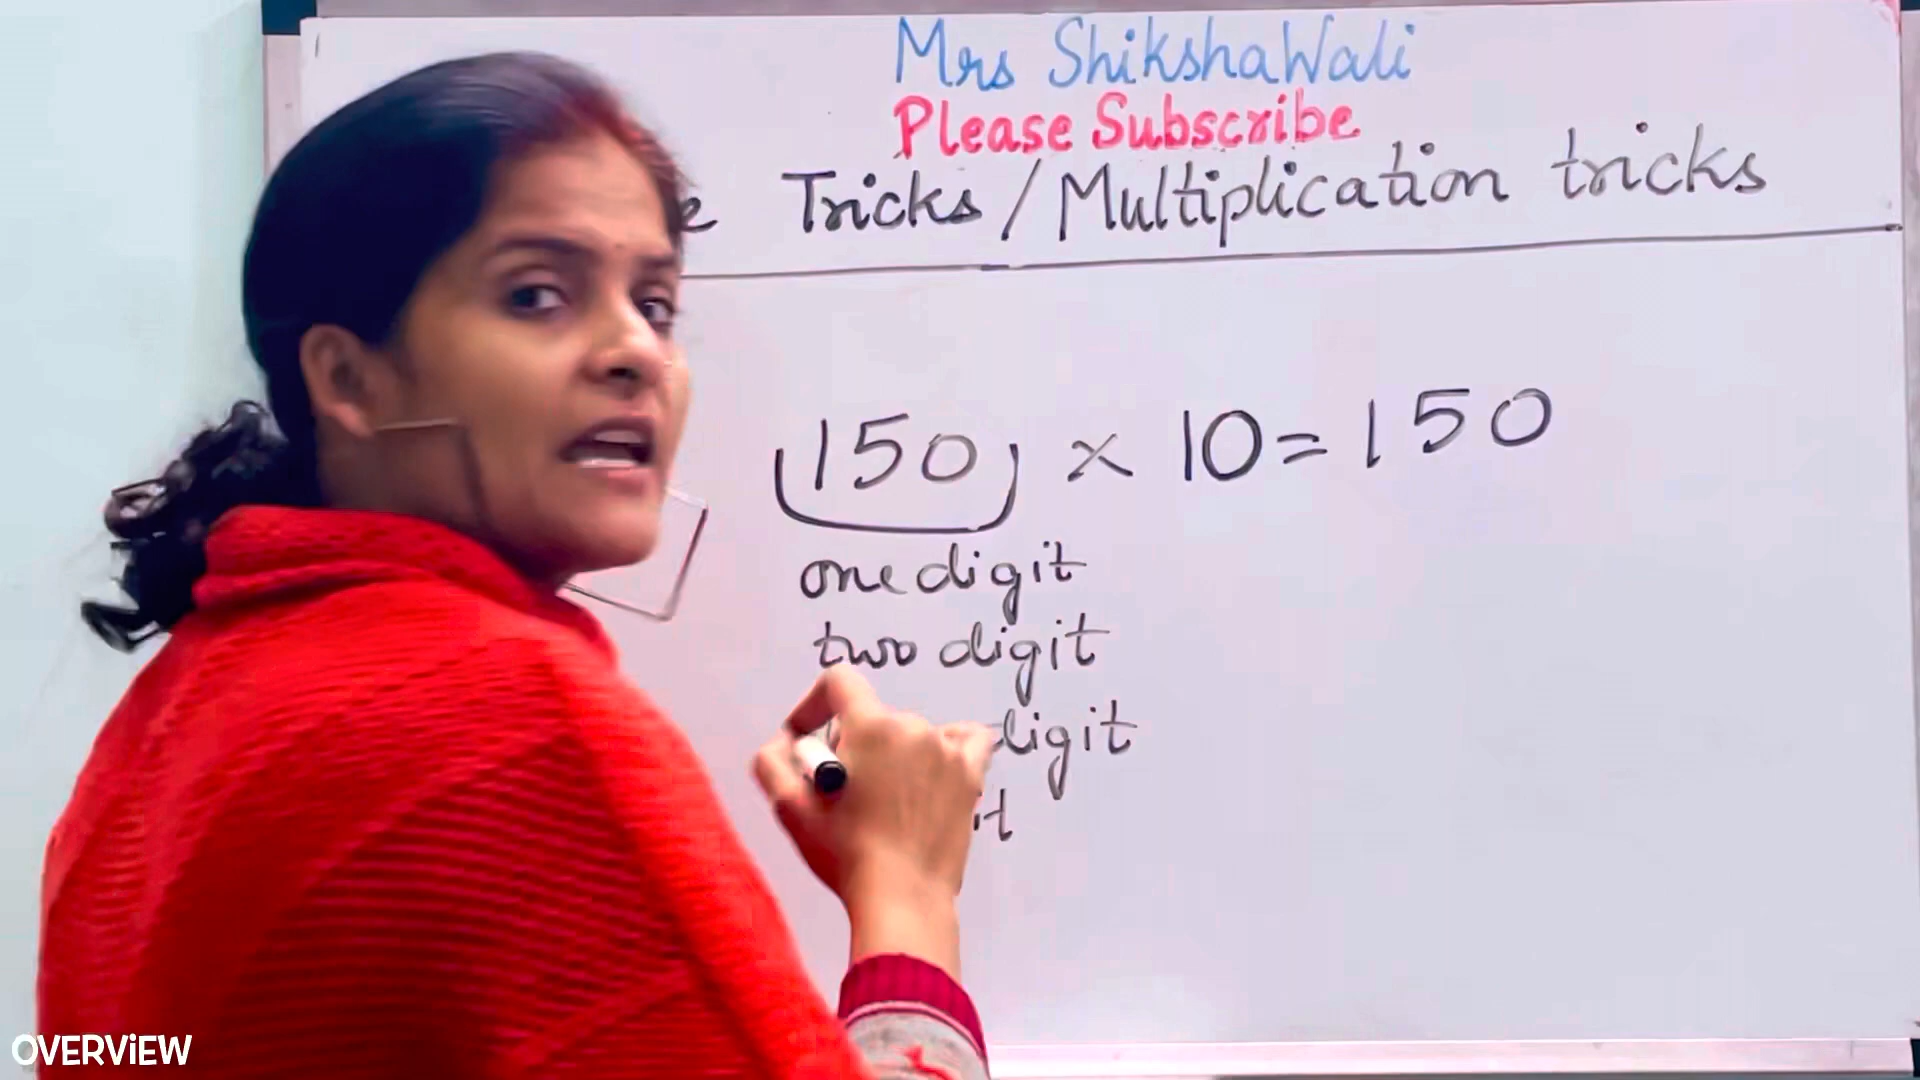 Mrs ShikshaWali
Please Subscribe
Tricks / Multiplication tricks
150 × 10 = 150
one digit
two digit
digit
OVERViEW